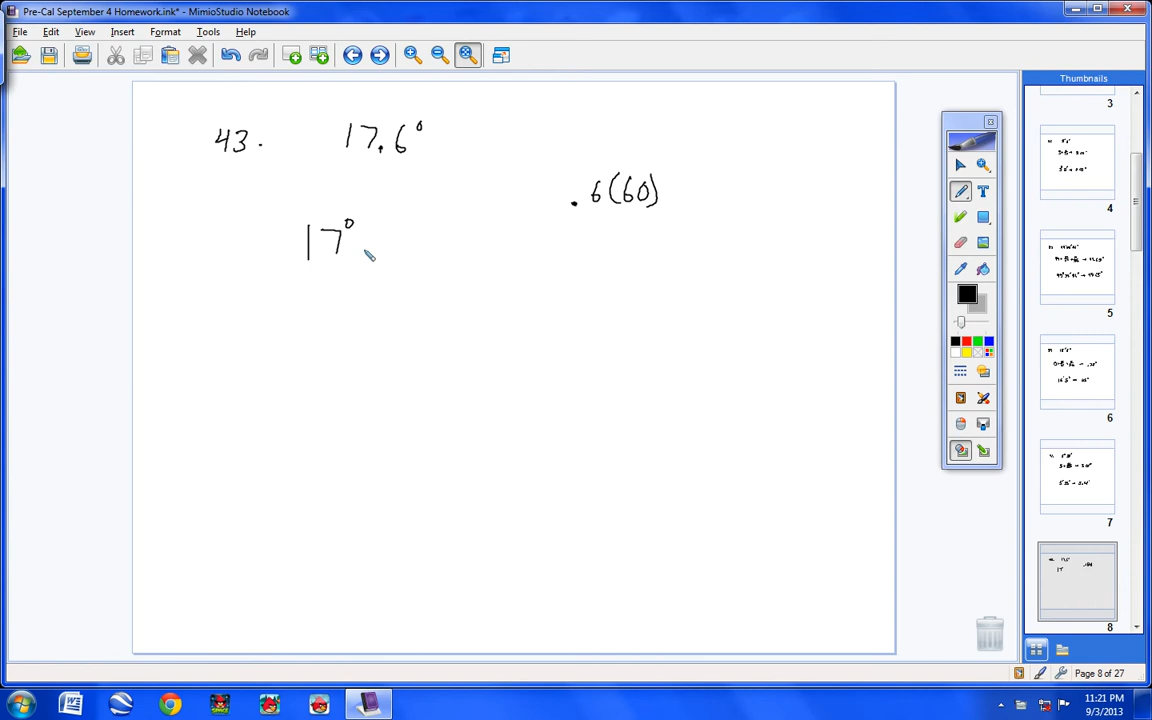 Pre-Cal September 4 Homework.ink* - MimioStudio Notebook
File Edit View Insert Format Tools Help
Thumbnails
43. 17.6°
.6(60)
17°
3
4
5
6
7
8
Page 8 of 27
11:21 PM
9/3/2013